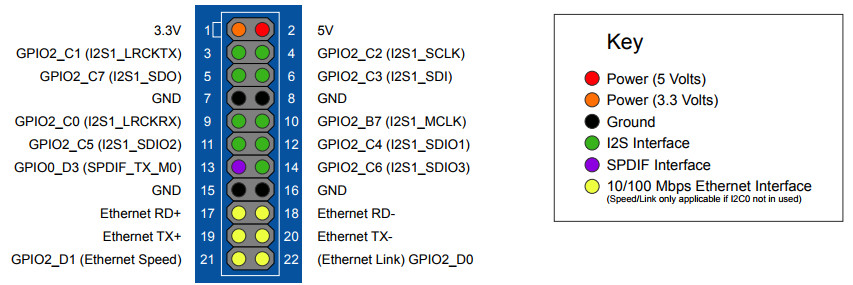 3.3V 1 2 5V
GPIO2_C1 (I2S1_LRCKTX) 3 4 GPIO2_C2 (I2S1_SCLK)
GPIO2_C7 (I2S1_SDO) 5 6 GPIO2_C3 (I2S1_SDI)
GND 7 8 GND
GPIO2_C0 (I2S1_LRCKRX) 9 10 GPIO2_B7 (I2S1_MCLK)
GPIO2_C5 (I2S1_SDIO2) 11 12 GPIO2_C4 (I2S1_SDIO1)
GPIO0_D3 (SPDIF_TX_M0) 13 14 GPIO2_C6 (I2S1_SDIO3)
GND 15 16 GND
Ethernet RD+ 17 18 Ethernet RD-
Ethernet TX+ 19 20 Ethernet TX-
GPIO2_D1 (Ethernet Speed) 21 22 (Ethernet Link) GPIO2_D0
Key
Power (5 Volts)
Power (3.3 Volts)
Ground
I2S Interface
SPDIF Interface
10/100 Mbps Ethernet Interface
(Speed/Link only applicable if I2C0 not in used)